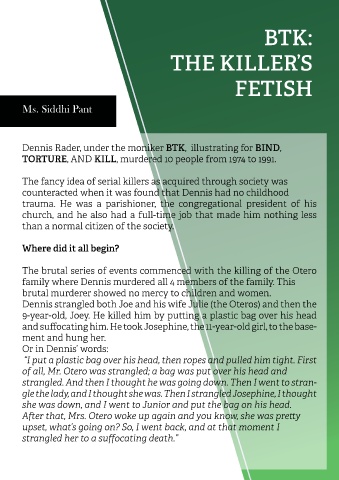 BTK:
THE KILLER'S
FETISH
Ms. Siddhi Pant
Dennis Rader, under the moniker BTK, illustrating for BIND,
TORTURE, AND KILL, murdered 10 people from 1974 to 1991.
The fancy idea of serial killers as acquired through society was
counteracted when it was found that Dennis had no childhood
trauma. He was a parishioner, the congregational president of his
church, and he also had a full-time job that made him nothing less
than a normal citizen of the society.
Where did it all begin?
The brutal series of events commenced with the killing of the Otero
family where Dennis murdered all 4 members of the family. This
brutal murderer showed no mercy to children and women.
Dennis strangled both Joe and his wife Julie (the Oteros) and then the
9-year-old, Joey. He killed him by putting a plastic bag over his head
and suffocating him. He took Josephine, the 11-year-old girl, to the base-
ment and hung her.
Or in Dennis' words:
"I put a plastic bag over his head, then ropes and pulled him tight. First
of all, Mr. Otero was strangled; a bag was put over his head and
strangled. And then I thought he was going down. Then I went to stran-
gle the lady, and I thought she was. Then I strangled Josephine, I thought
she was down, and I went to Junior and put the bag on his head.
After that, Mrs. Otero woke up again and you know, she was pretty
upset, what's going on? So, I went back, and at that moment I
strangled her to a suffocating death."